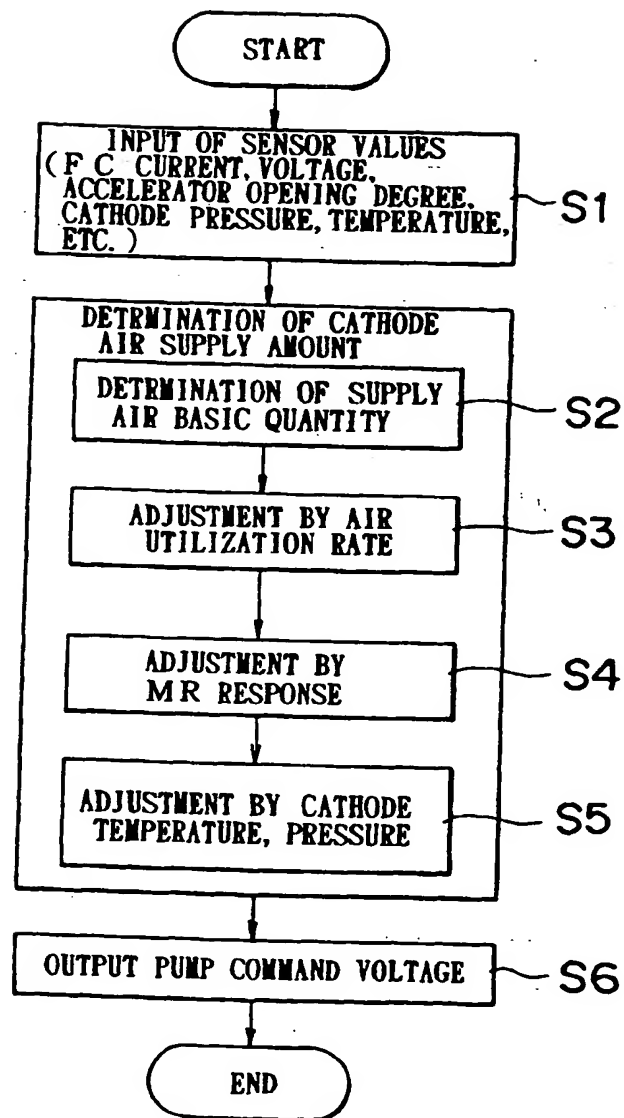 START
INPUT OF SENSOR VALUES
(F C CURRENT, VOLTAGE,
ACCELERATOR OPENING DEGREE,
CATHODE PRESSURE, TEMPERATURE,
ETC.)
S1
DETRMINATION OF CATHODE
AIR SUPPLY AMOUNT
DETRMINATION OF SUPPLY
AIR BASIC QUANTITY
S2
ADJUSTMENT BY AIR
UTILIZATION RATE
S3
ADJUSTMENT BY
MR RESPONSE
S4
ADJUSTMENT BY CATHODE
TEMPERATURE, PRESSURE
S5
OUTPUT PUMP COMMAND VOLTAGE
S6
END